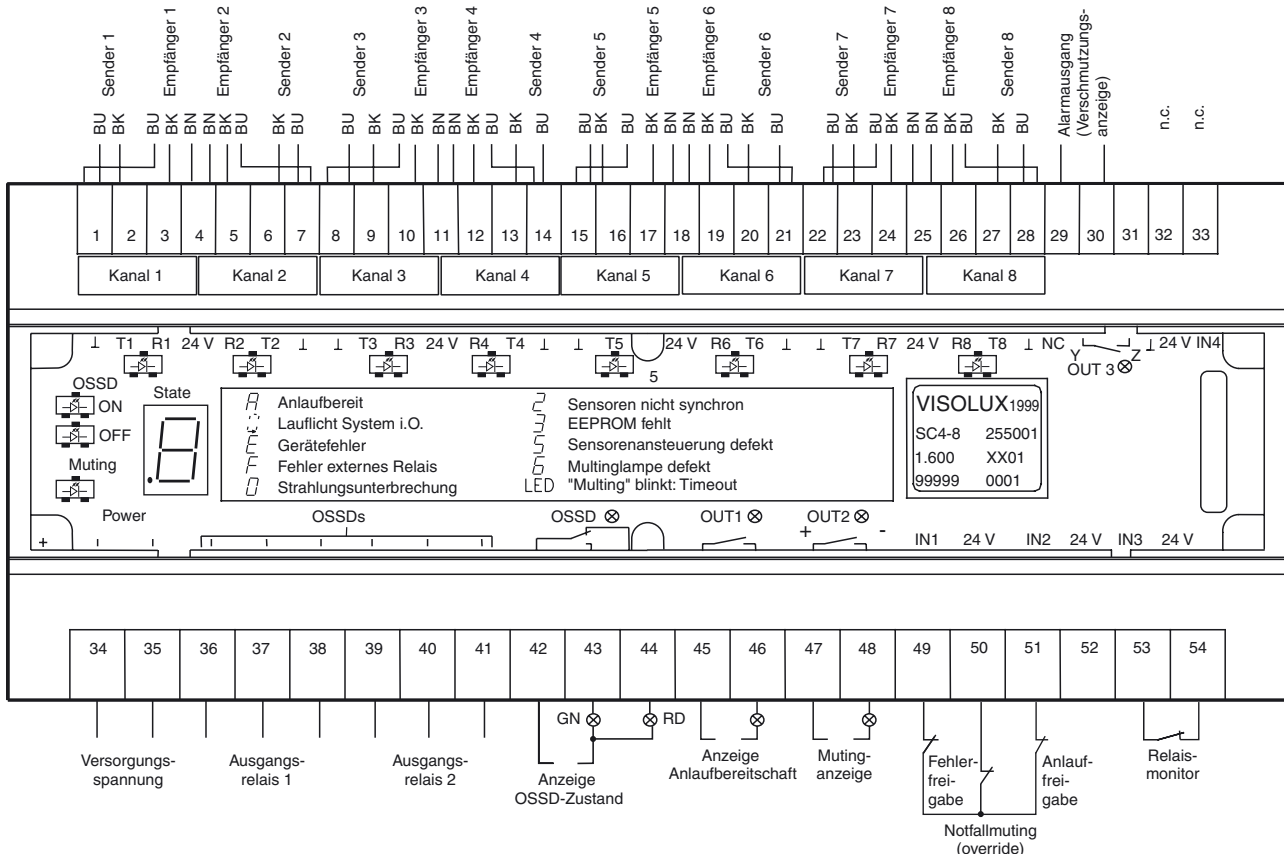 Sender 1
Empfänger 1
Empfänger 2
Sender 2
Sender 3
Empfänger 3
Empfänger 4
Sender 4
Sender 5
Empfänger 5
Empfänger 6
Sender 6
Sender 7
Empfänger 7
Empfänger 8
Sender 8
Alarmausgang
(Verschmutzungs-
anzeige)
n.c.
n.c.
BU BK BU BK BN BN BK BU BK BU
BU BK BU BK BN BN BK BU BK BU
BU BK BU BK BN BN BK BU BK BU
BU BK BU BK BN BN BK BU BK BU
1 2 3 4 5 6 7 8 9 10 11 12 13 14 15 16 17 18 19 20 21 22 23 24 25 26 27 28 29 30 31 32 33
Kanal 1 Kanal 2 Kanal 3 Kanal 4 Kanal 5 Kanal 6 Kanal 7 Kanal 8
⊥ T1 R1 24 V R2 T2 ⊥ ⊥ T3 R3 24 V R4 T4 ⊥ ⊥ T5 24 V R6 T6 ⊥ ⊥ T7 R7 24 V R8 T8 ⊥ NC Y Z ⊥ 24 V IN4
OUT 3
5
OSSD
ON
OFF
Muting
State
8.
A Anlaufbereit
Lauflicht System i.O.
E Gerätefehler
F Fehler externes Relais
0 Strahlungsunterbrechung
2 Sensoren nicht synchron
3 EEPROM fehlt
5 Sensorenansteuerung defekt
6 Multinglampe defekt
LED "Multing" blinkt: Timeout
VISOLUX 1999
SC4-8 255001
1.600 XX01
99999 0001
Power
OSSDs
OSSD
OUT1
OUT2
+
+ -
IN1 24 V IN2 24 V IN3 24 V
34 35 36 37 38 39 40 41 42 43 44 45 46 47 48 49 50 51 52 53 54
GN
RD
Versorgungs-
spannung
Ausgangs-
relais 1
Ausgangs-
relais 2
Anzeige
OSSD-Zustand
Anzeige
Anlaufbereitschaft
Muting-
anzeige
Fehler-
frei-
gabe
Anlauf-
frei-
gabe
Notfallmuting
(override)
Relais-
monitor